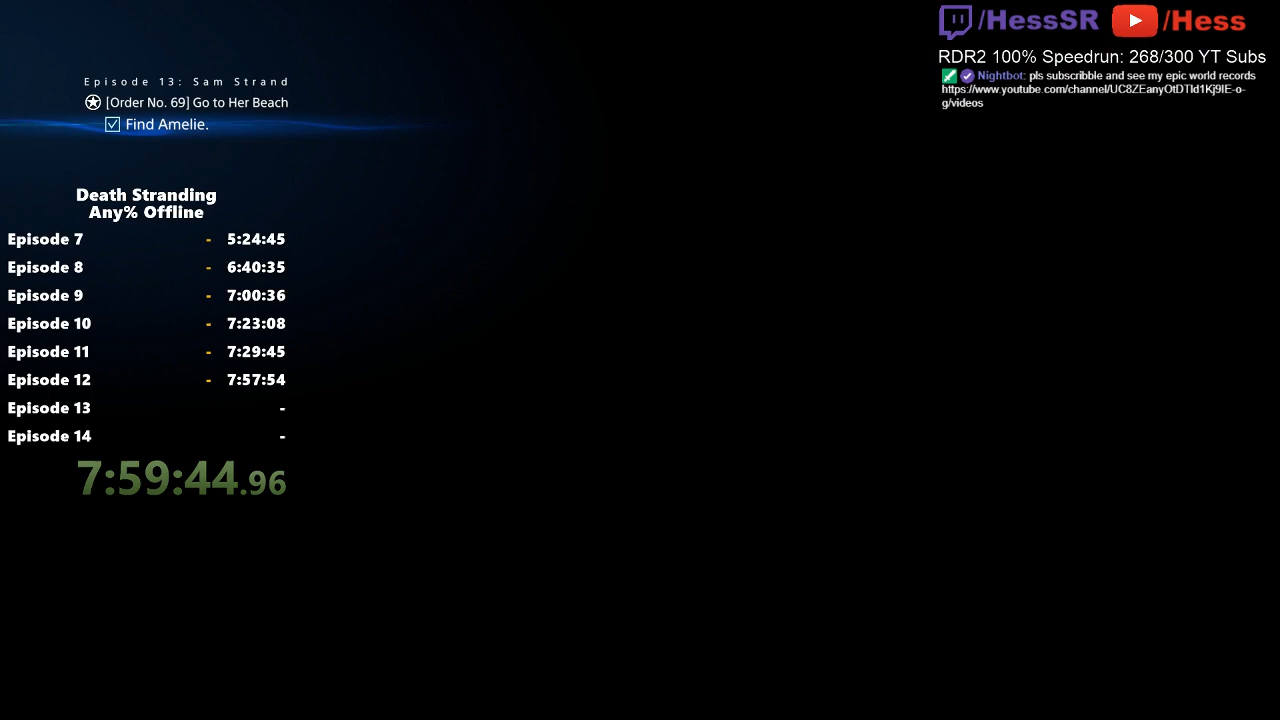 /HessSR /Hess
RDR2 100% Speedrun: 268/300 YT Subs
Nightbot: pls subscribble and see my epic world records
https://www.youtube.com/channel/UC8ZEanyOtDTld1Kj9IE-o-
g/videos
Episode 13: Sam Strand
[Order No. 69] Go to Her Beach
Find Amelie.
Death Stranding
Any% Offline
Episode 7 - 5:24:45
Episode 8 - 6:40:35
Episode 9 - 7:00:36
Episode 10 - 7:23:08
Episode 11 - 7:29:45
Episode 12 - 7:57:54
Episode 13 -
Episode 14 -
7:59:44.96